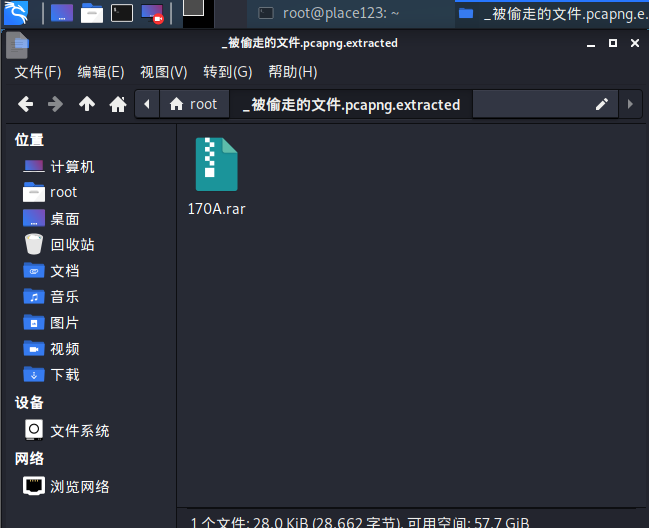 root@place123: ~
_被偷走的文件.pcapng.e
_被偷走的文件.pcapng.extracted
文件(F) 编辑(E) 视图(V) 转到(G) 帮助(H)
root _被偷走的文件.pcapng.extracted
位置
计算机
root
桌面
回收站
文档
音乐
图片
视频
下载
设备
文件系统
网络
浏览网络
170A.rar
1 个文件: 28.0 KiB (28,662 字节), 可用空间: 57.7 GiB